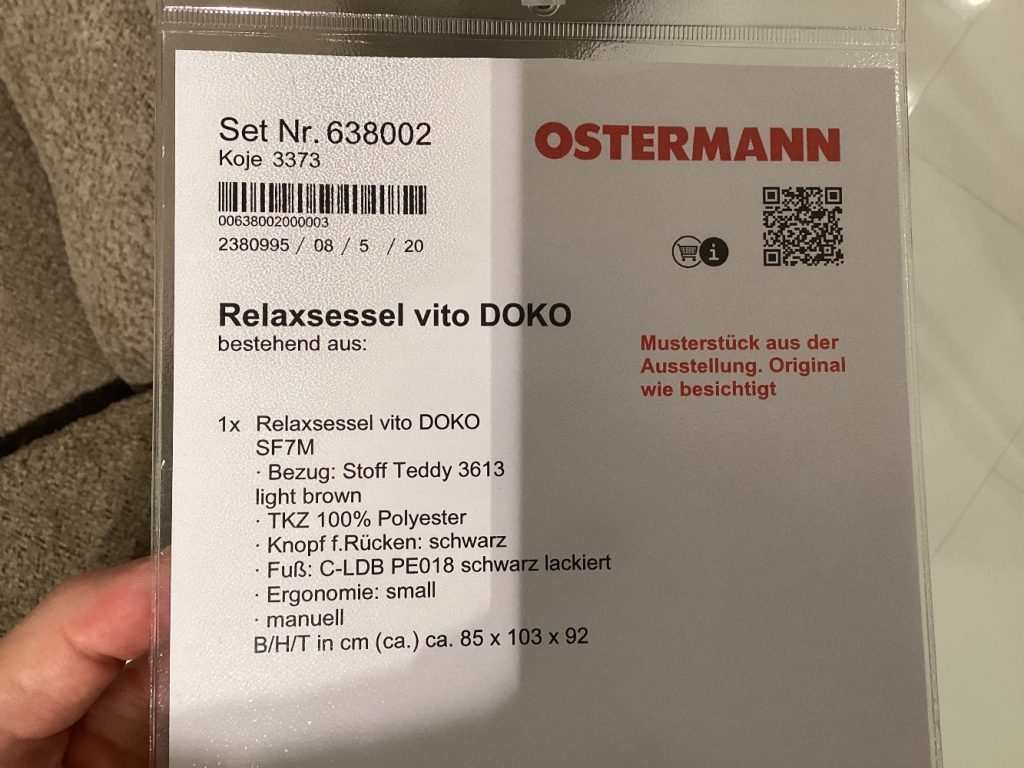 Set Nr. 638002
Koje 3373
OSTERMANN
00638002000003
2380995 / 08 / 5 / 20
i
Relaxsessel vito DOKO
bestehend aus:
Musterstück aus der
Ausstellung. Original
wie besichtigt
1x Relaxsessel vito DOKO
SF7M
· Bezug: Stoff Teddy 3613
light brown
· TKZ 100% Polyester
· Knopf f.Rücken: schwarz
· Fuß: C-LDB PE018 schwarz lackiert
· Ergonomie: small
· manuell
B/H/T in cm (ca.) ca. 85 x 103 x 92